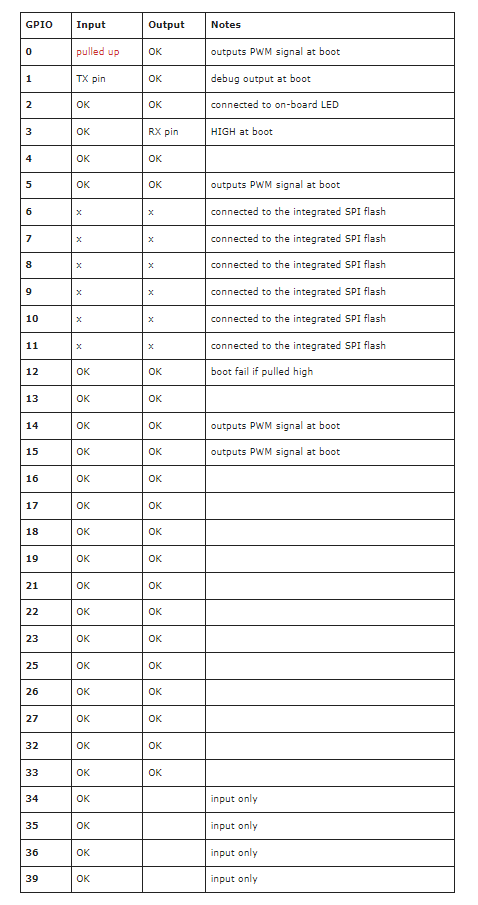 GPIO Input Output Notes
0 pulled up OK outputs PWM signal at boot
1 TX pin OK debug output at boot
2 OK OK connected to on-board LED
3 OK RX pin HIGH at boot
4 OK OK
5 OK OK outputs PWM signal at boot
6 x x connected to the integrated SPI flash
7 x x connected to the integrated SPI flash
8 x x connected to the integrated SPI flash
9 x x connected to the integrated SPI flash
10 x x connected to the integrated SPI flash
11 x x connected to the integrated SPI flash
12 OK OK boot fail if pulled high
13 OK OK
14 OK OK outputs PWM signal at boot
15 OK OK outputs PWM signal at boot
16 OK OK
17 OK OK
18 OK OK
19 OK OK
21 OK OK
22 OK OK
23 OK OK
25 OK OK
26 OK OK
27 OK OK
32 OK OK
33 OK OK
34 OK input only
35 OK input only
36 OK input only
39 OK input only